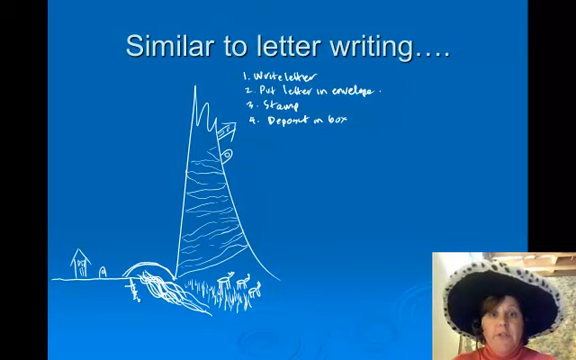 Similar to letter writing....
1. Write letter
2. Put letter in envelope.
3. Stamp
4. Deposit in box